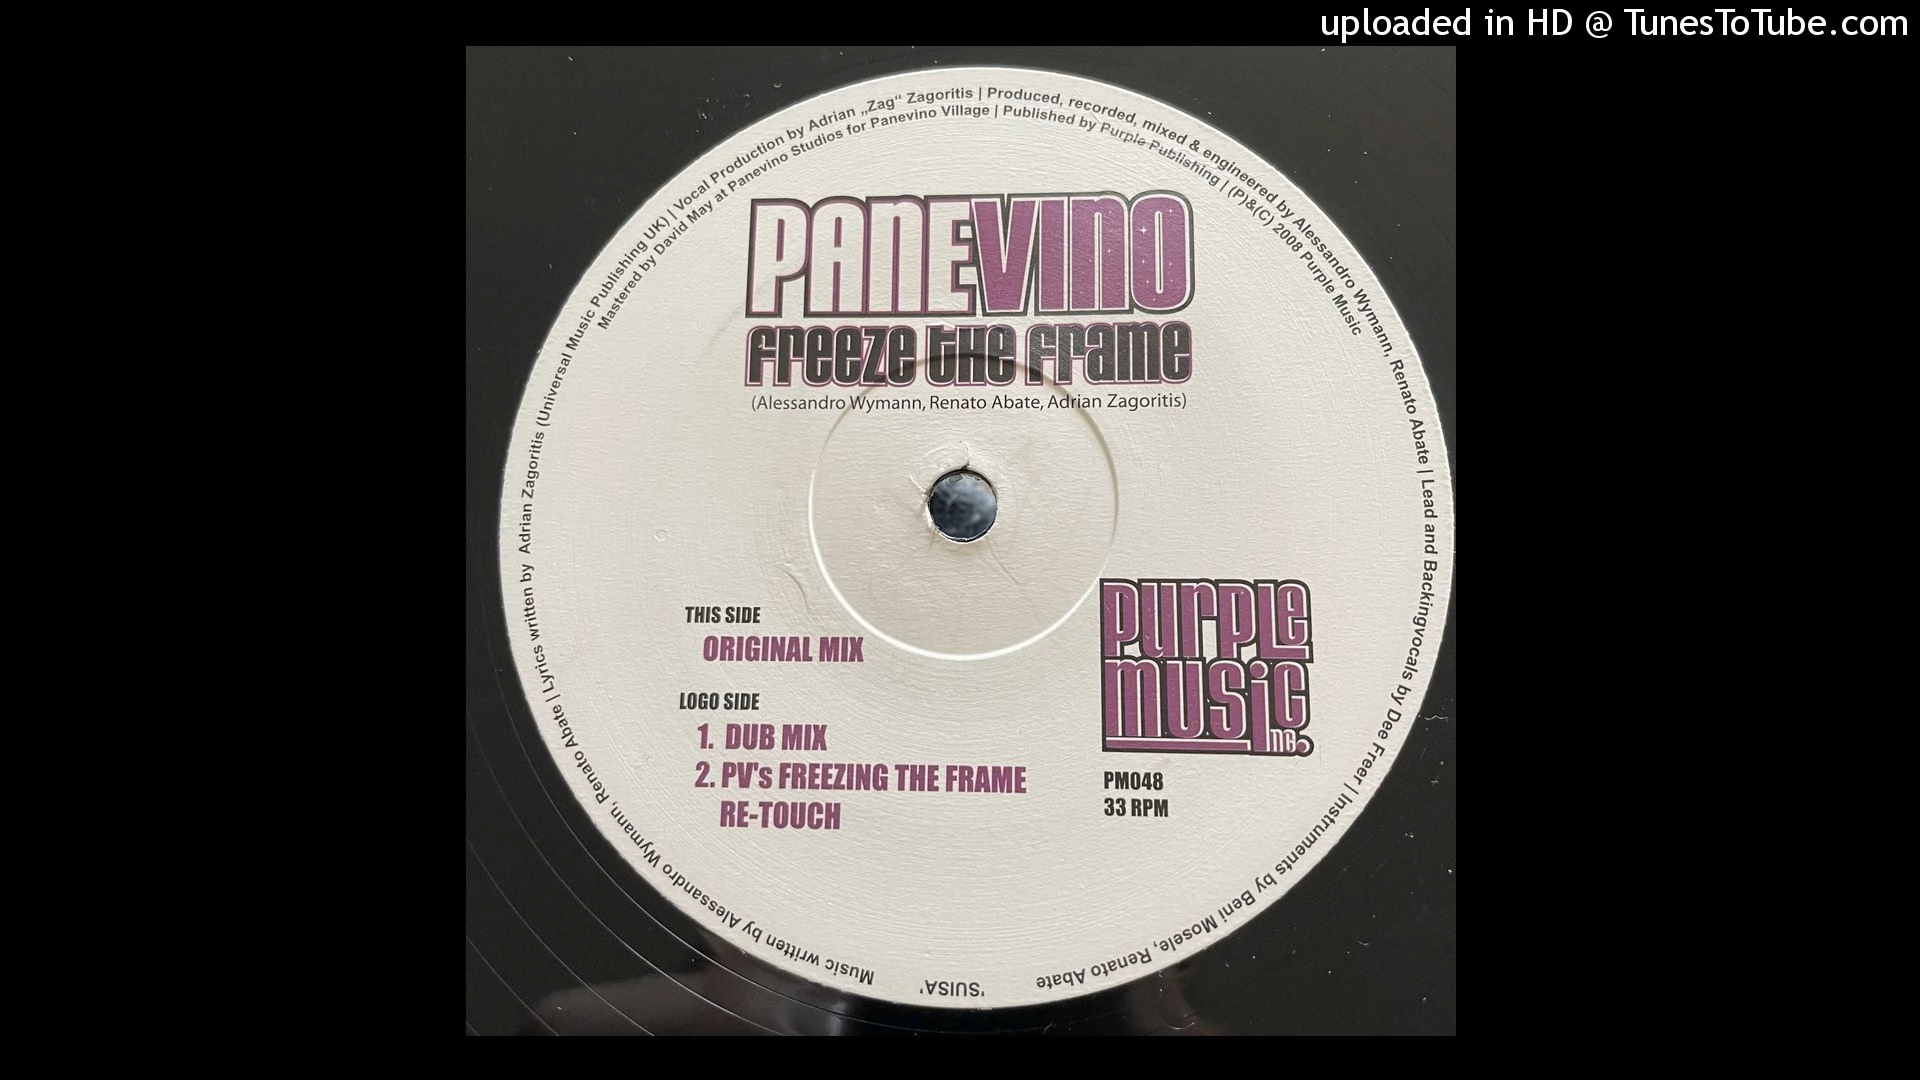 uploaded in HD @ TunesToTube.com
Music written by Alessandro Wymann, Renato Abate | Lyrics written by Adrian Zagoritis (Universal Music Publishing UK) | Vocal Production by Adrian „Zag“ Zagoritis | Produced, recorded, mixed & engineered by Alessandro Wymann, Renato Abate | Lead and Backingvocals by Dee Freer | Instruments by Beni Mosele, Renato Abate
Mastered by David May at Panevino Studios for Panevino Village | Published by Purple Publishing | (P)&(C) 2008 Purple Music
PANEVINO
freeze the frame
(Alessandro Wymann, Renato Abate, Adrian Zagoritis)
THIS SIDE
ORIGINAL MIX
LOGO SIDE
1. DUB MIX
2. PV's FREEZING THE FRAME
RE-TOUCH
purple
music
inc.
PM048
33 RPM
'SUISA'